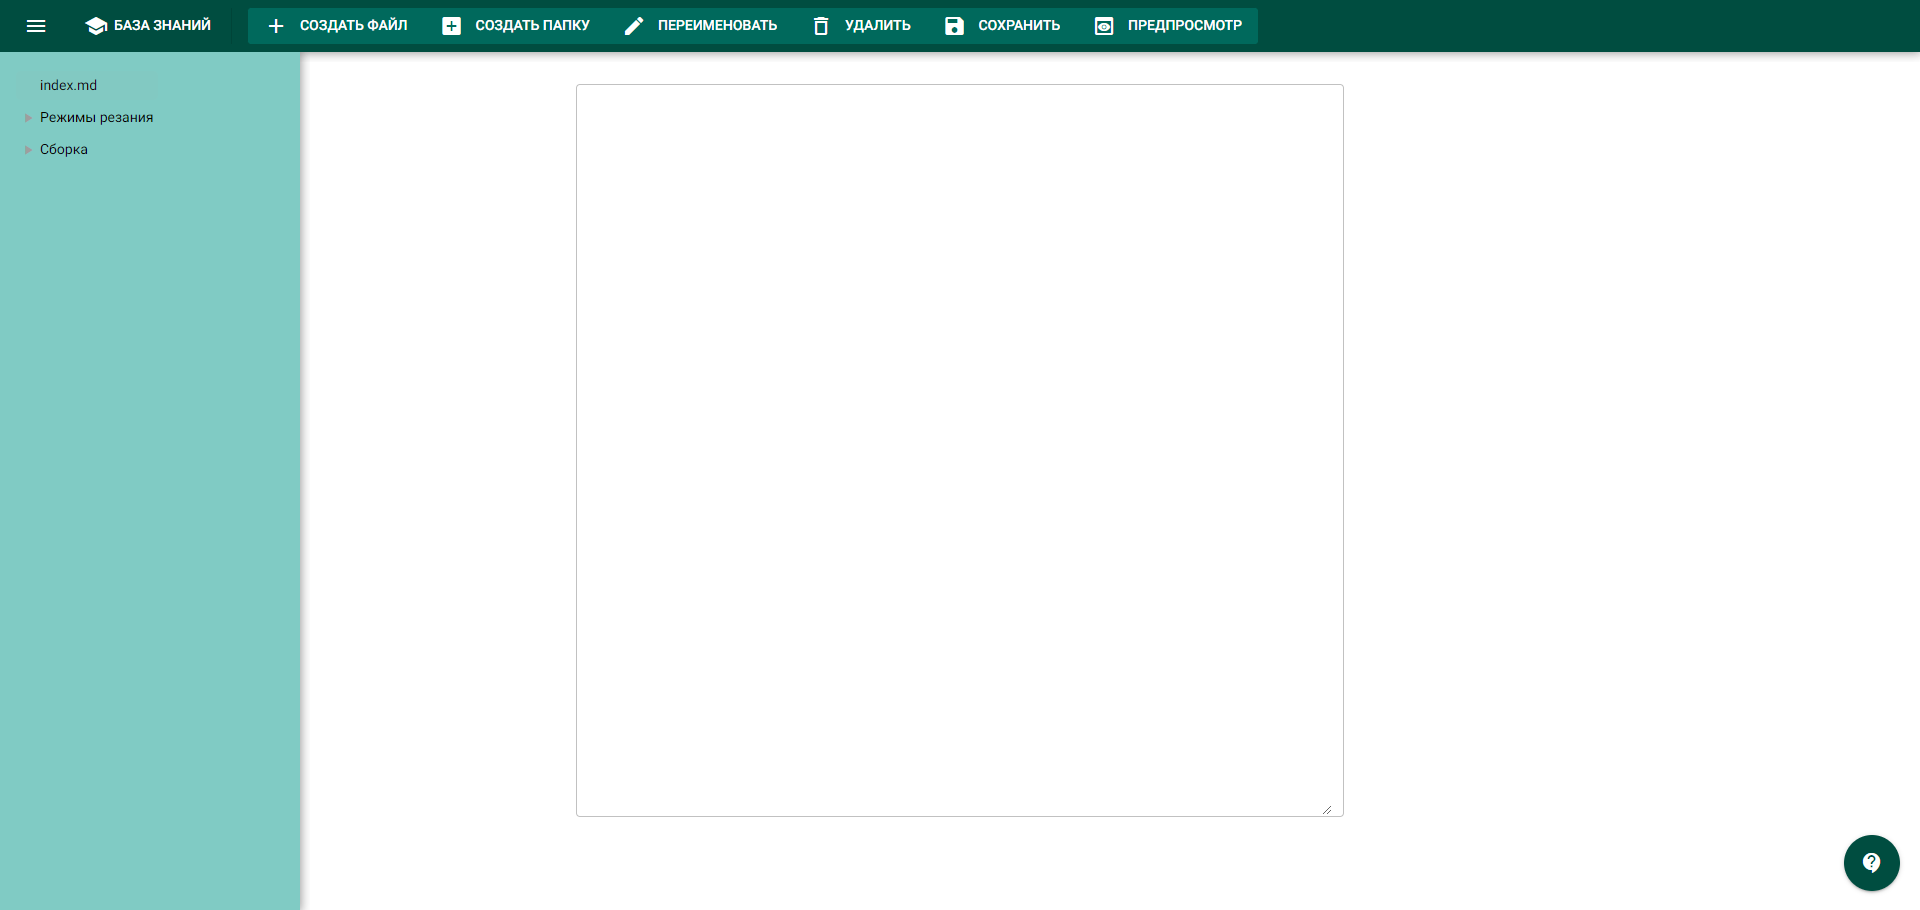 БАЗА ЗНАНИЙ СОЗДАТЬ ФАЙЛ СОЗДАТЬ ПАПКУ ПЕРЕИМЕНОВАТЬ УДАЛИТЬ СОХРАНИТЬ ПРЕДПРОСМОТР
index.md
Режимы резания
Сборка